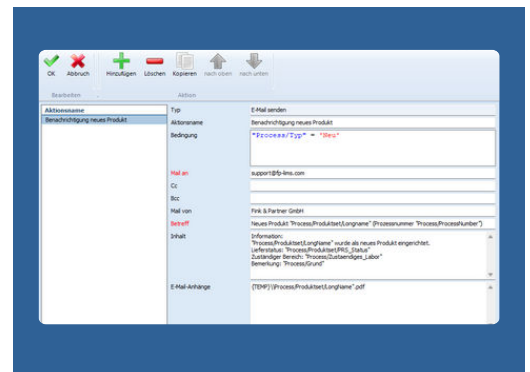 OK Abbruch Hinzufügen Löschen Kopieren nach oben nach unten
Bearbeiten Aktion
Aktionsname
Benachrichtigung neues Produkt
Typ E-Mail senden
Aktionsname Benachrichtigung neues Produkt
Bedingung "Process/Typ" = 'Neu'
Mail an support@fp-lims.com
Cc
Bcc
Mail von Fink & Partner GmbH
Betreff Neues Produkt "Process/Produktset/Longname" (Prozessnummer "Process/ProcessNumber")
Inhalt Information:
"Process/Produktset/LongName" wurde als neues Produkt eingerichtet.
Lieferstatus: "Process/Produktset/PRS_Status"
Zuständiger Bereich: "Process/Zustaendiges_Labor"
Bemerkung: "Process/Grund"
E-Mail-Anhänge {TEMP}\"Process/Produktset/LongName".pdf